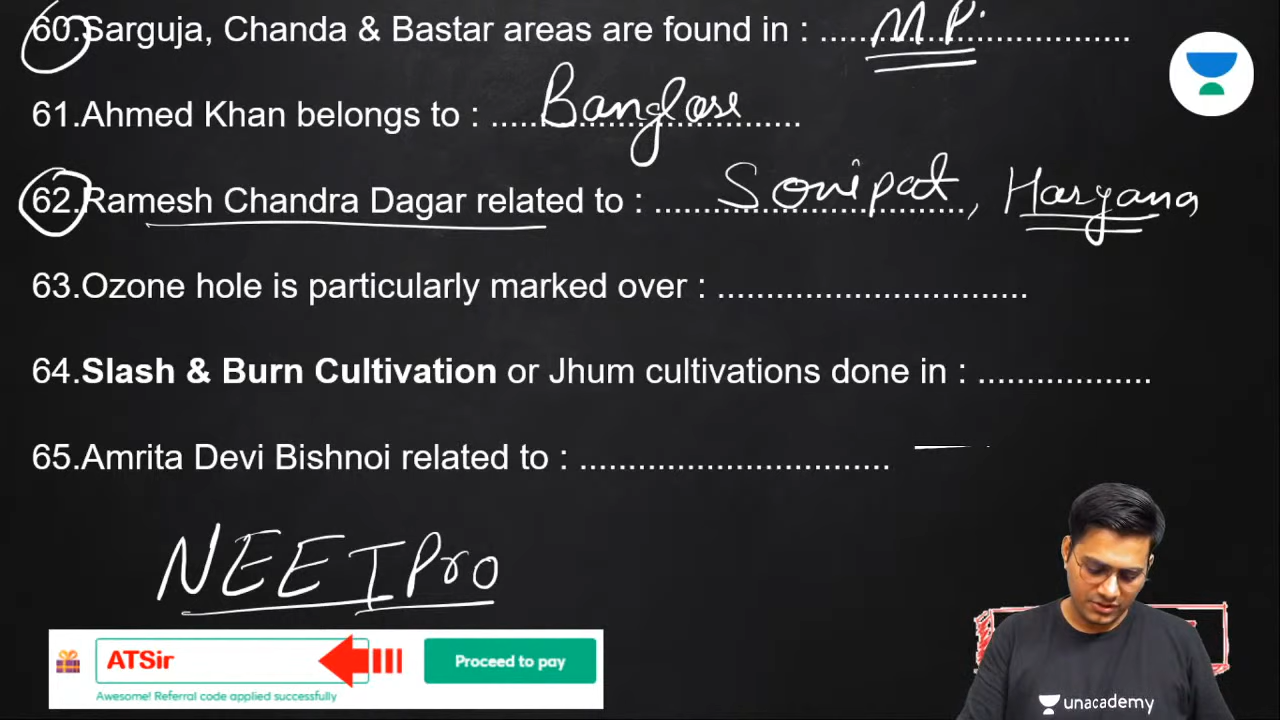 60.Sarguja, Chanda & Bastar areas are found in : ................................ M.P.
61.Ahmed Khan belongs to : ................................ Banglore
62.Ramesh Chandra Dagar related to : ................................, Sonipat, Haryana
63.Ozone hole is particularly marked over : ................................
64.Slash & Burn Cultivation or Jhum cultivations done in : ..................
65.Amrita Devi Bishnoi related to : ................................
NEETPro
ATSir
Proceed to pay
Awesome! Referral code applied successfully
unacademy